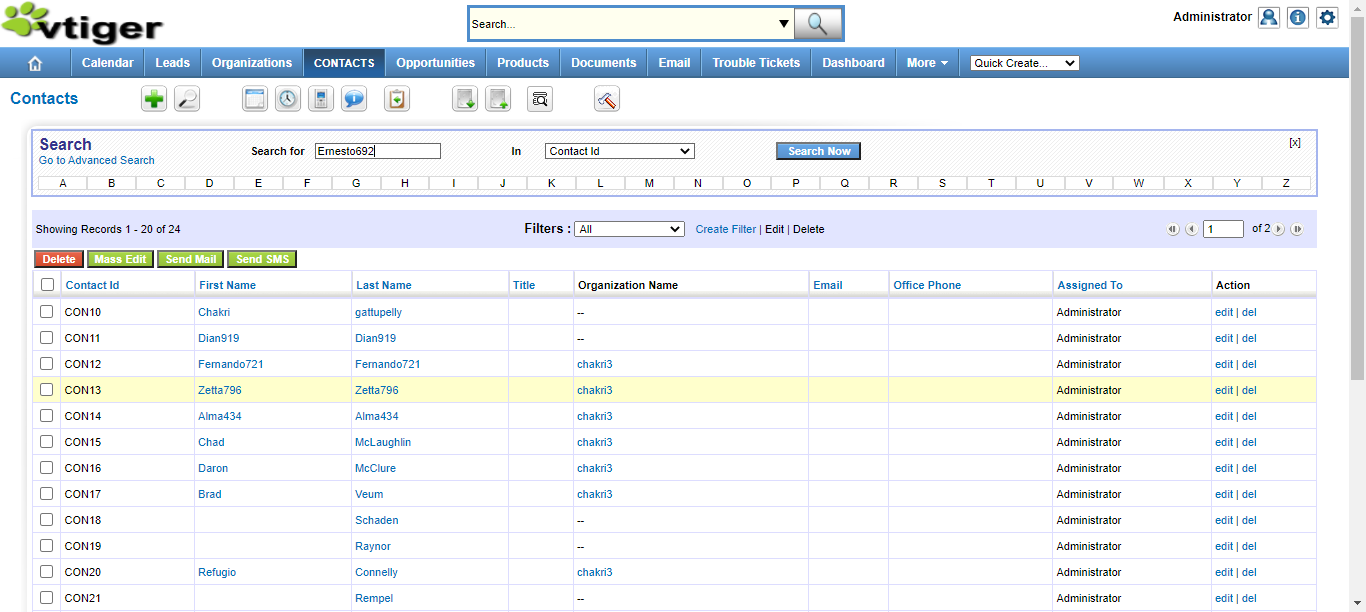 vtiger
Search...
Administrator
Calendar Leads Organizations CONTACTS Opportunities Products Documents Email Trouble Tickets Dashboard More Quick Create...
Contacts
Search
Go to Advanced Search
Search for Ernesto692 In Contact Id Search Now [x]
A B C D E F G H I J K L M N O P Q R S T U V W X Y Z
Showing Records 1 - 20 of 24 Filters : All Create Filter | Edit | Delete 1 of 2
Delete Mass Edit Send Mail Send SMS
Contact Id First Name Last Name Title Organization Name Email Office Phone Assigned To Action
CON10 Chakri gattupelly -- Administrator edit | del
CON11 Dian919 Dian919 -- Administrator edit | del
CON12 Fernando721 Fernando721 chakri3 Administrator edit | del
CON13 Zetta796 Zetta796 chakri3 Administrator edit | del
CON14 Alma434 Alma434 chakri3 Administrator edit | del
CON15 Chad McLaughlin chakri3 Administrator edit | del
CON16 Daron McClure chakri3 Administrator edit | del
CON17 Brad Veum chakri3 Administrator edit | del
CON18 Schaden -- Administrator edit | del
CON19 Raynor -- Administrator edit | del
CON20 Refugio Connelly chakri3 Administrator edit | del
CON21 Rempel -- Administrator edit | del